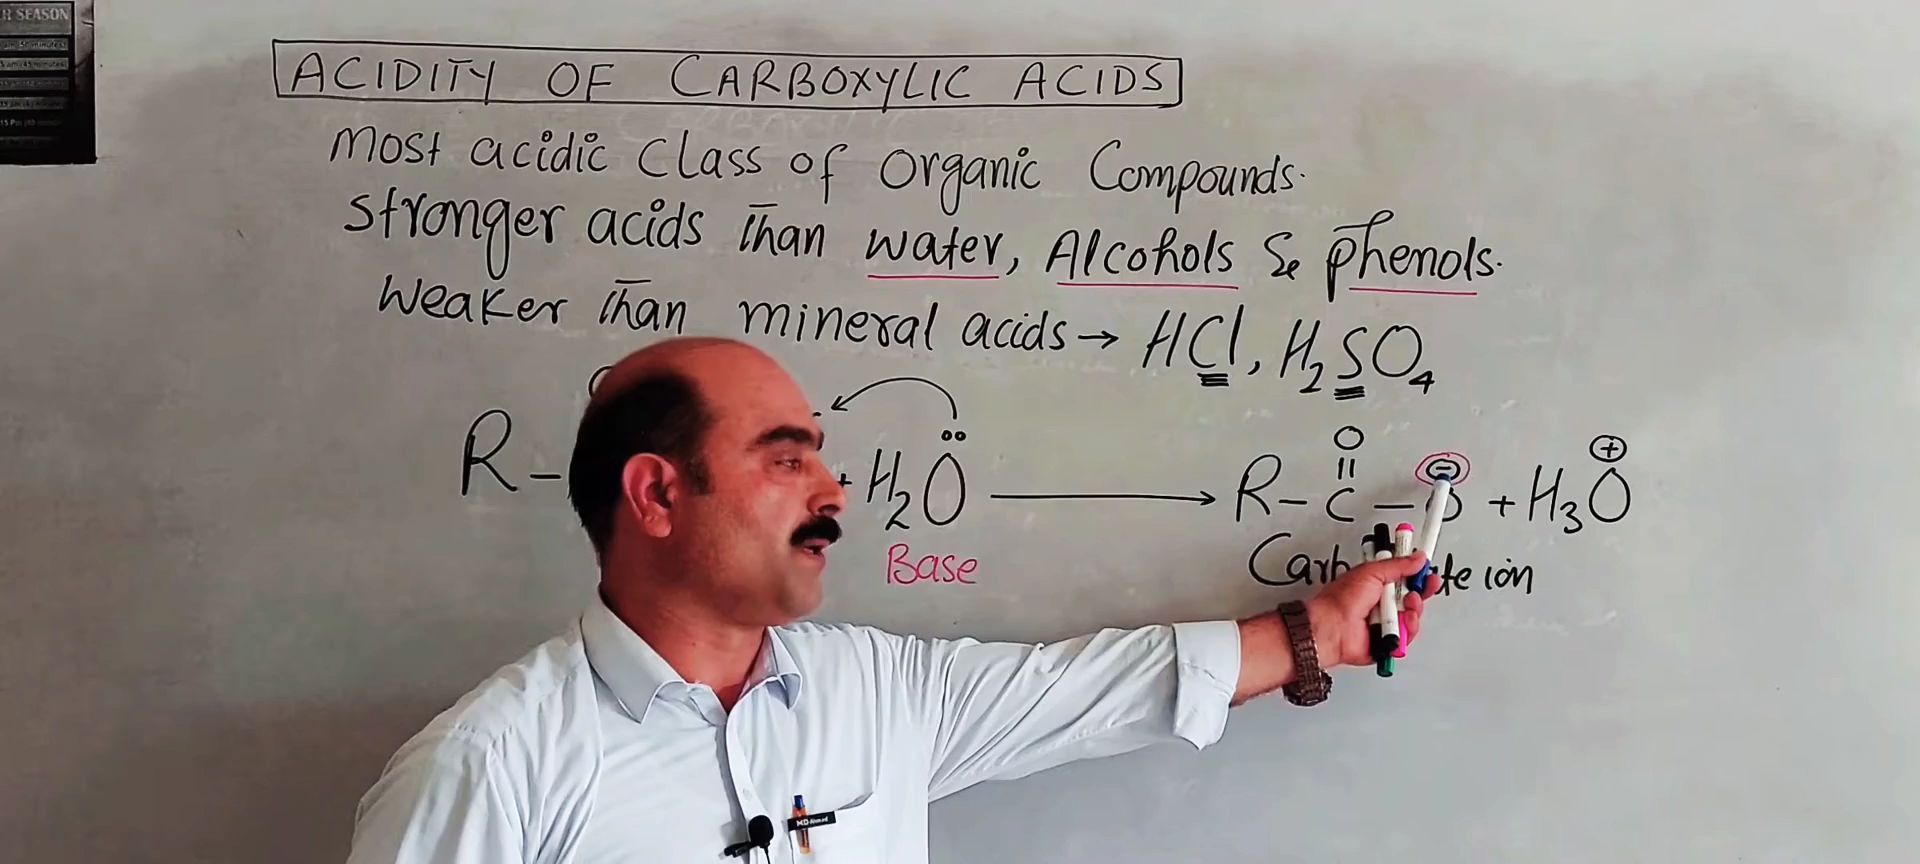 R SEASON
ACIDITY OF CARBOXYLIC ACIDS
Most acidic Class of Organic Compounds.
Stronger acids than water, Alcohols & phenols.
Weaker than mineral acids → HCl, H2SO4
R - + H2O → R - C - O + H3O
O
=
⊖
⊕
Base
ion